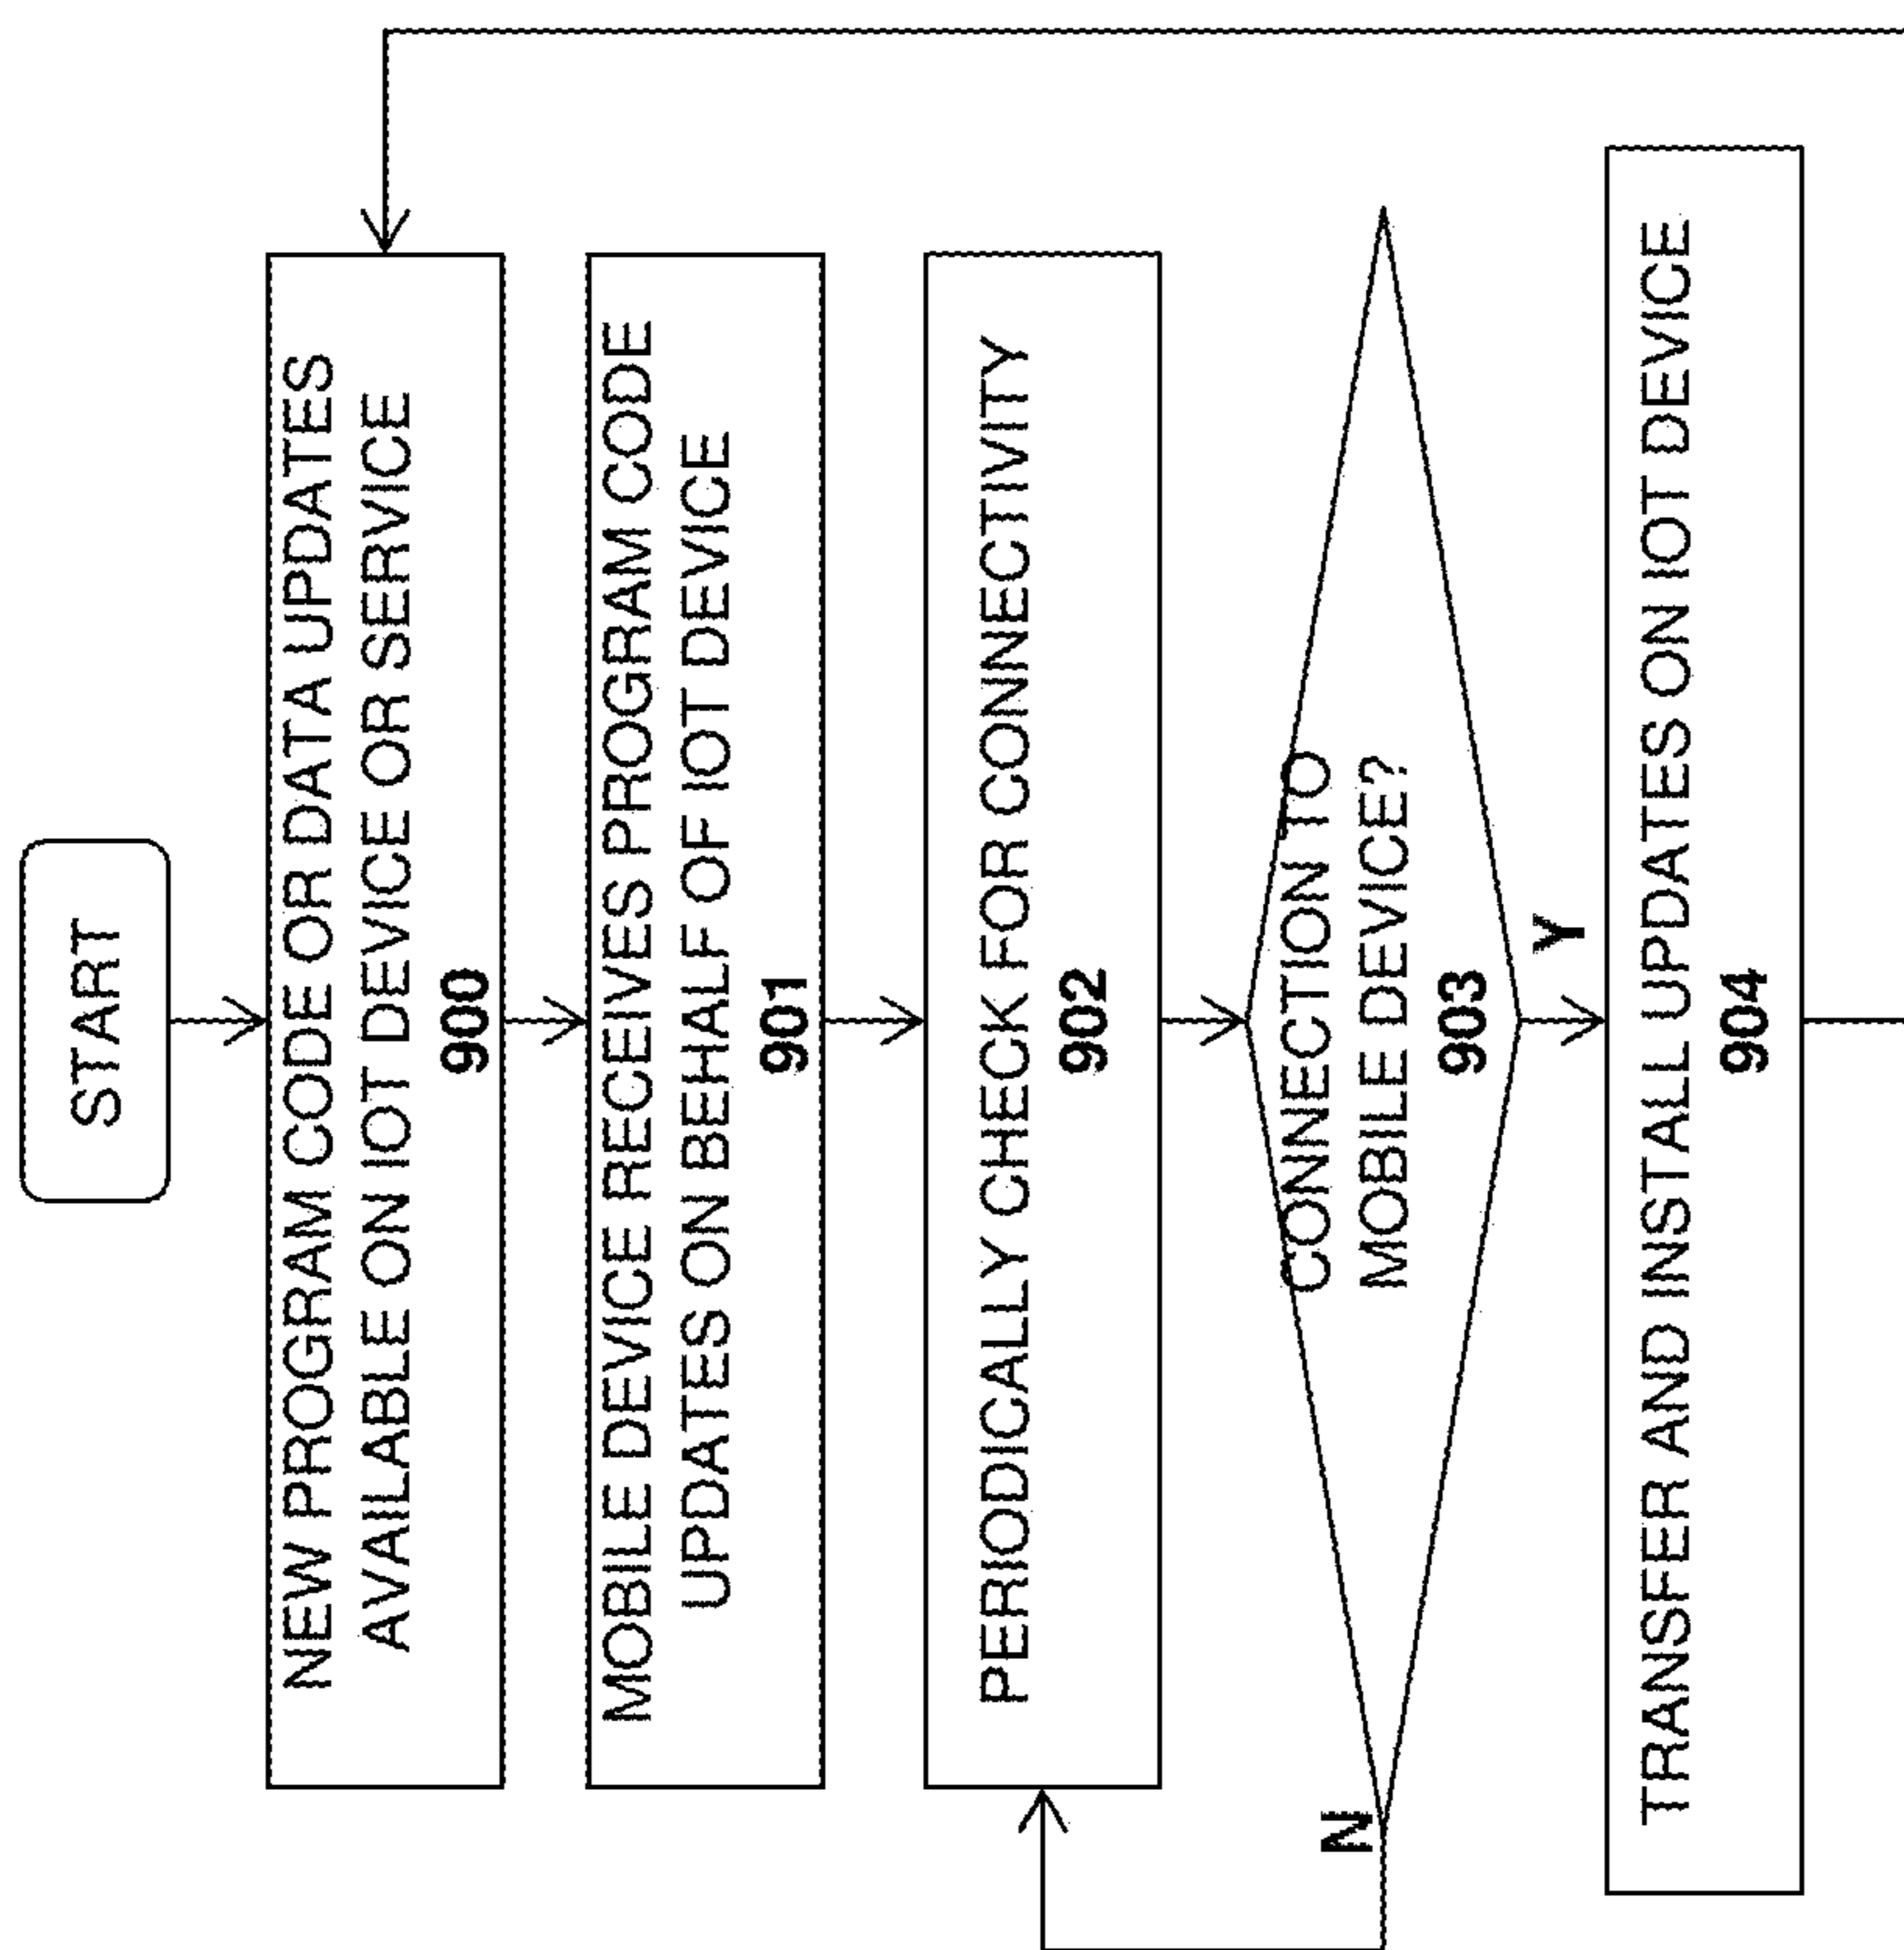 START
NEW PROGRAM CODE OR DATA UPDATES
AVAILABLE ON IOT DEVICE OR SERVICE
900
MOBILE DEVICE RECEIVES PROGRAM CODE
UPDATES ON BEHALF OF IOT DEVICE
901
PERIODICALLY CHECK FOR CONNECTIVITY
902
CONNECTION TO
MOBILE DEVICE?
903
N
Y
TRANSFER AND INSTALL UPDATES ON IOT DEVICE
904